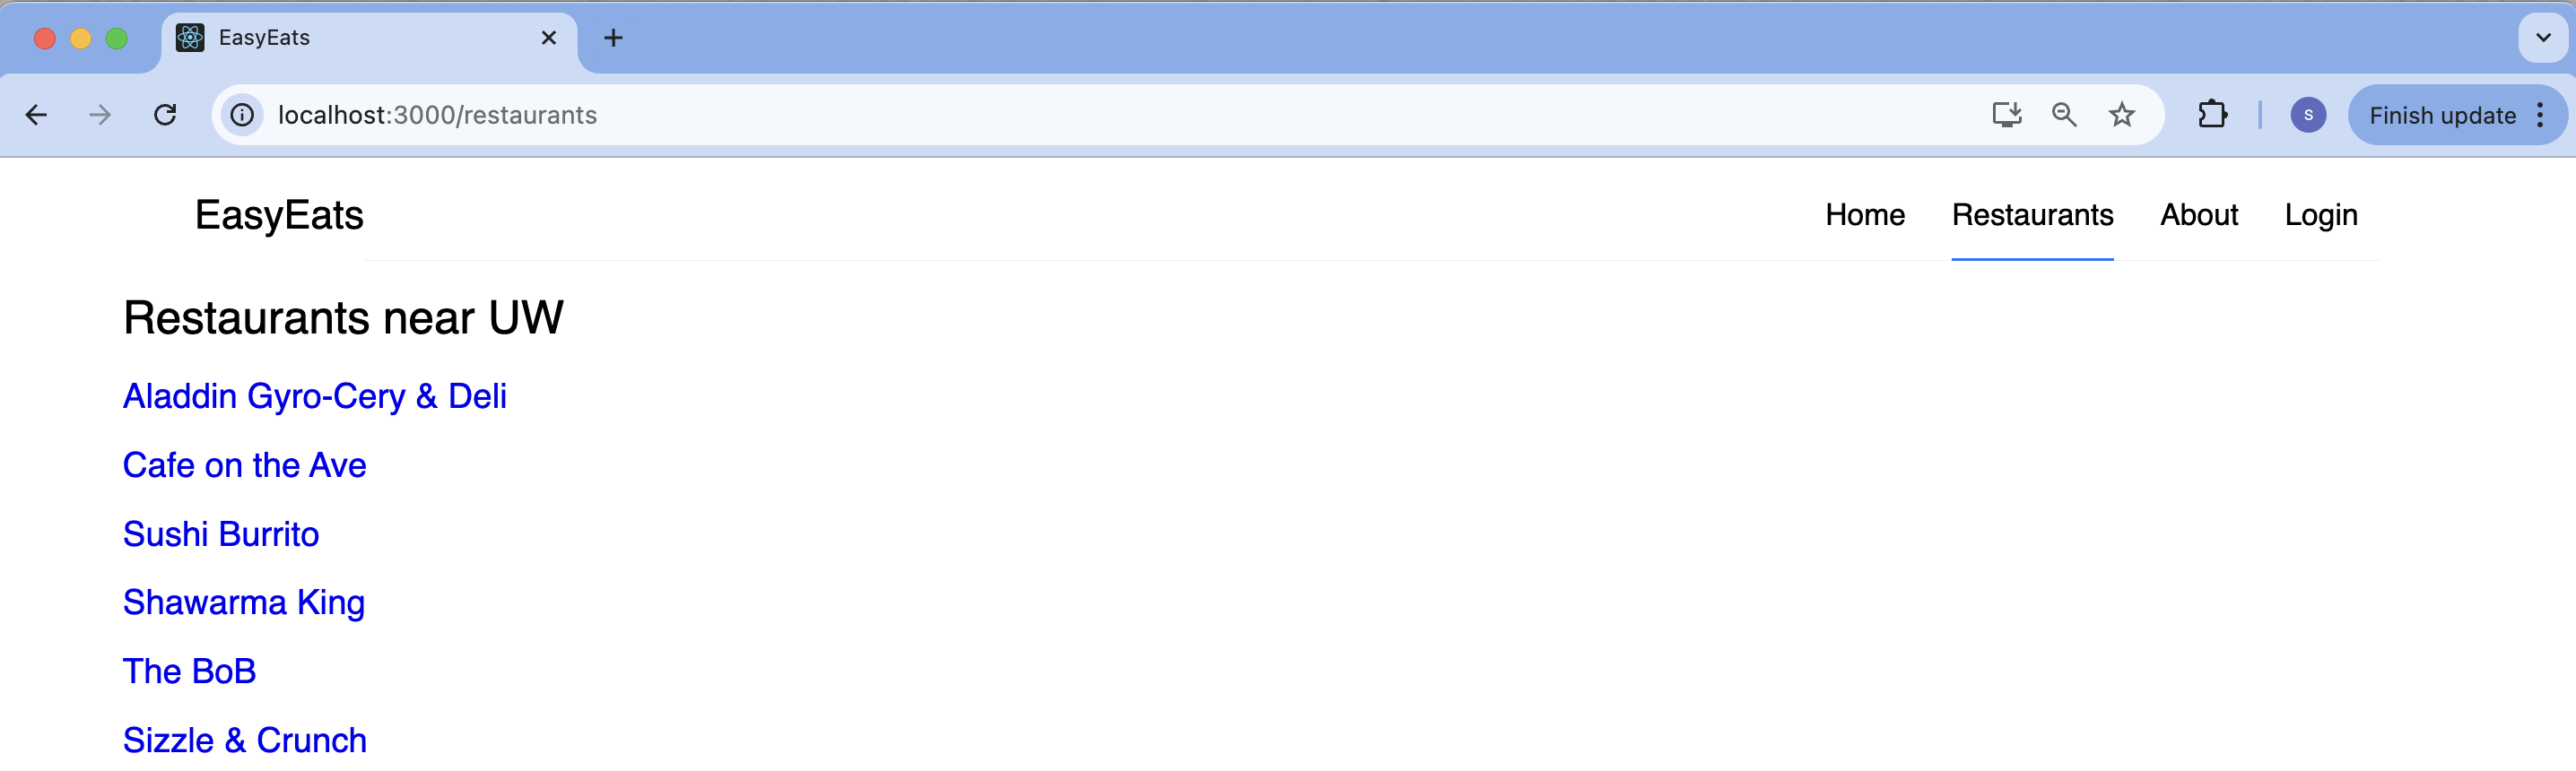 EasyEats
localhost:3000/restaurants
S
Finish update
EasyEats
Home Restaurants About Login
Restaurants near UW
Aladdin Gyro-Cery & Deli
Cafe on the Ave
Sushi Burrito
Shawarma King
The BoB
Sizzle & Crunch